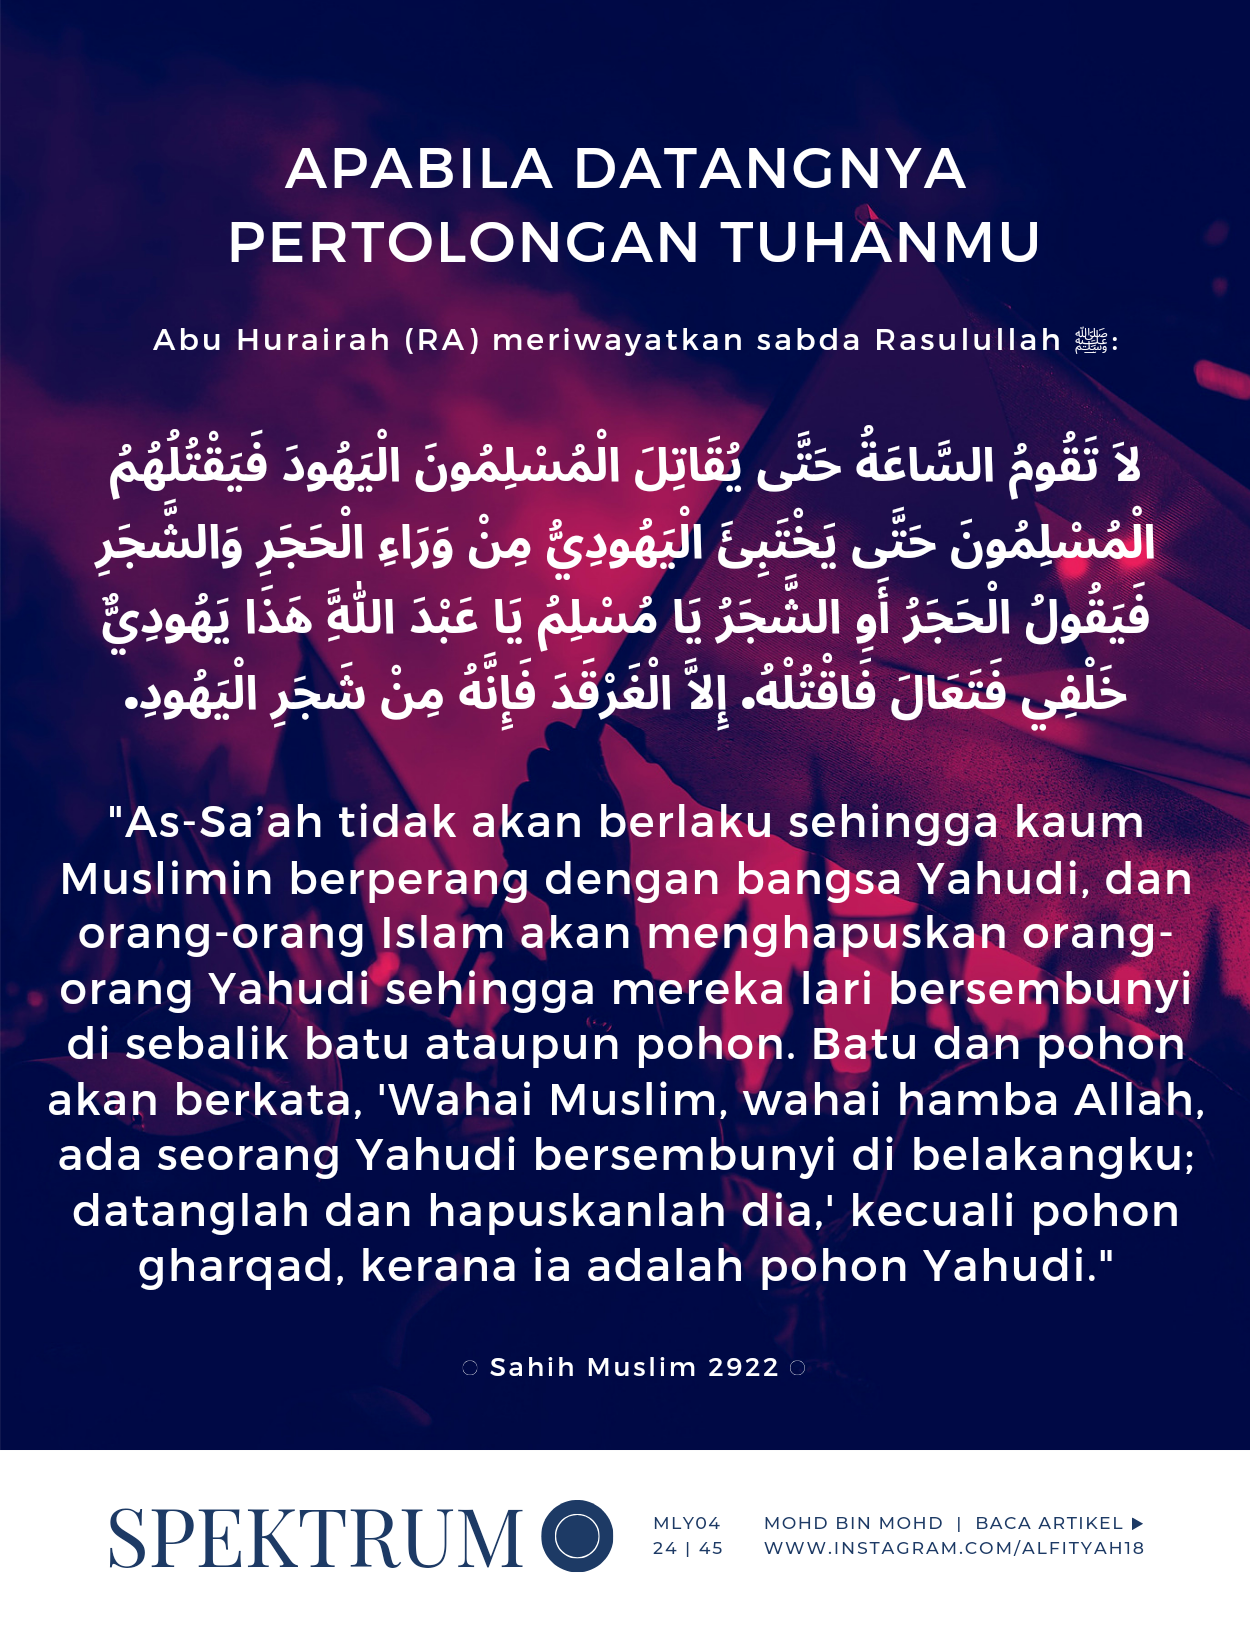 APABILA DATANGNYA
PERTOLONGAN TUHANMU
Abu Hurairah (RA) meriwayatkan sabda Rasulullah ﷺ:
لاَ تَقُومُ السَّاعَةُ حَتَّى يُقَاتِلَ الْمُسْلِمُونَ الْيَهُودَ فَيَقْتُلُهُمُ
الْمُسْلِمُونَ حَتَّى يَخْتَبِئَ الْيَهُودِيُّ مِنْ وَرَاءِ الْحَجَرِ وَالشَّجَرِ
فَيَقُولُ الْحَجَرُ أَوِ الشَّجَرُ يَا مُسْلِمُ يَا عَبْدَ اللَّهَِ هَذَا يَهُودِيٌّ
خَلْفِي فَتَعَالَ فَاقْتُلْهُ. إِلاَّ الْغَرْقَدَ فَإِنَّهُ مِنْ شَجَرِ الْيَهُودِ.
"As-Sa’ah tidak akan berlaku sehingga kaum
Muslimin berperang dengan bangsa Yahudi, dan
orang-orang Islam akan menghapuskan orang-
orang Yahudi sehingga mereka lari bersembunyi
di sebalik batu ataupun pohon. Batu dan pohon
akan berkata, 'Wahai Muslim, wahai hamba Allah,
ada seorang Yahudi bersembunyi di belakangku;
datanglah dan hapuskanlah dia,' kecuali pohon
gharqad, kerana ia adalah pohon Yahudi."
◌ Sahih Muslim 2922 ◌
SPEKTRUM
MLY04
24 | 45
MOHD BIN MOHD | BACA ARTIKEL ▶
WWW.INSTAGRAM.COM/ALFITYAH18